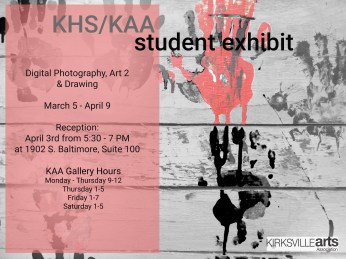 KHS/KAA
student exhibit
Digital Photography, Art 2
& Drawing
March 5 - April 9
Reception:
April 3rd from 5:30 - 7 PM
at 1902 S. Baltimore, Suite 100
KAA Gallery Hours
Monday - Thursday 9-12
Thursday 1-5
Friday 1-7
Saturday 1-5
KIRKSVILLEarts
Association